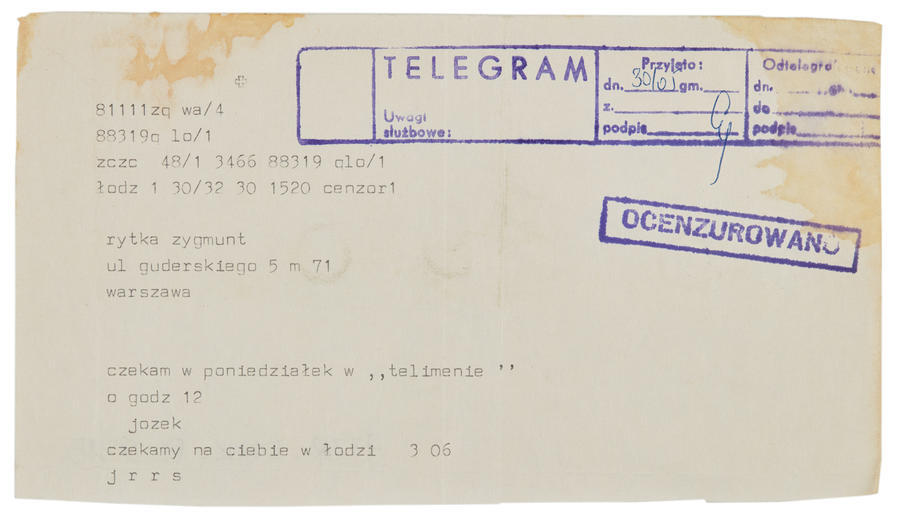 TELEGRAM
Uwagi
służbowe:
Przyjęto:
dn. 30/05 gm.
z.
podpis
dn.
do
podpis
81111zq wa/4
88319q lo/1
zczc 48/1 3466 88319 qlo/1
łodz 1 30/32 30 1520 cenzor1
OCENZUROWANO
rytka zygmunt
ul guderskiego 5 m 71
warszawa
czekam w poniedziałek w ,,telimenie ’’
o godz 12
jozek
czekamy na ciebie w łodzi 3 06
j r r s